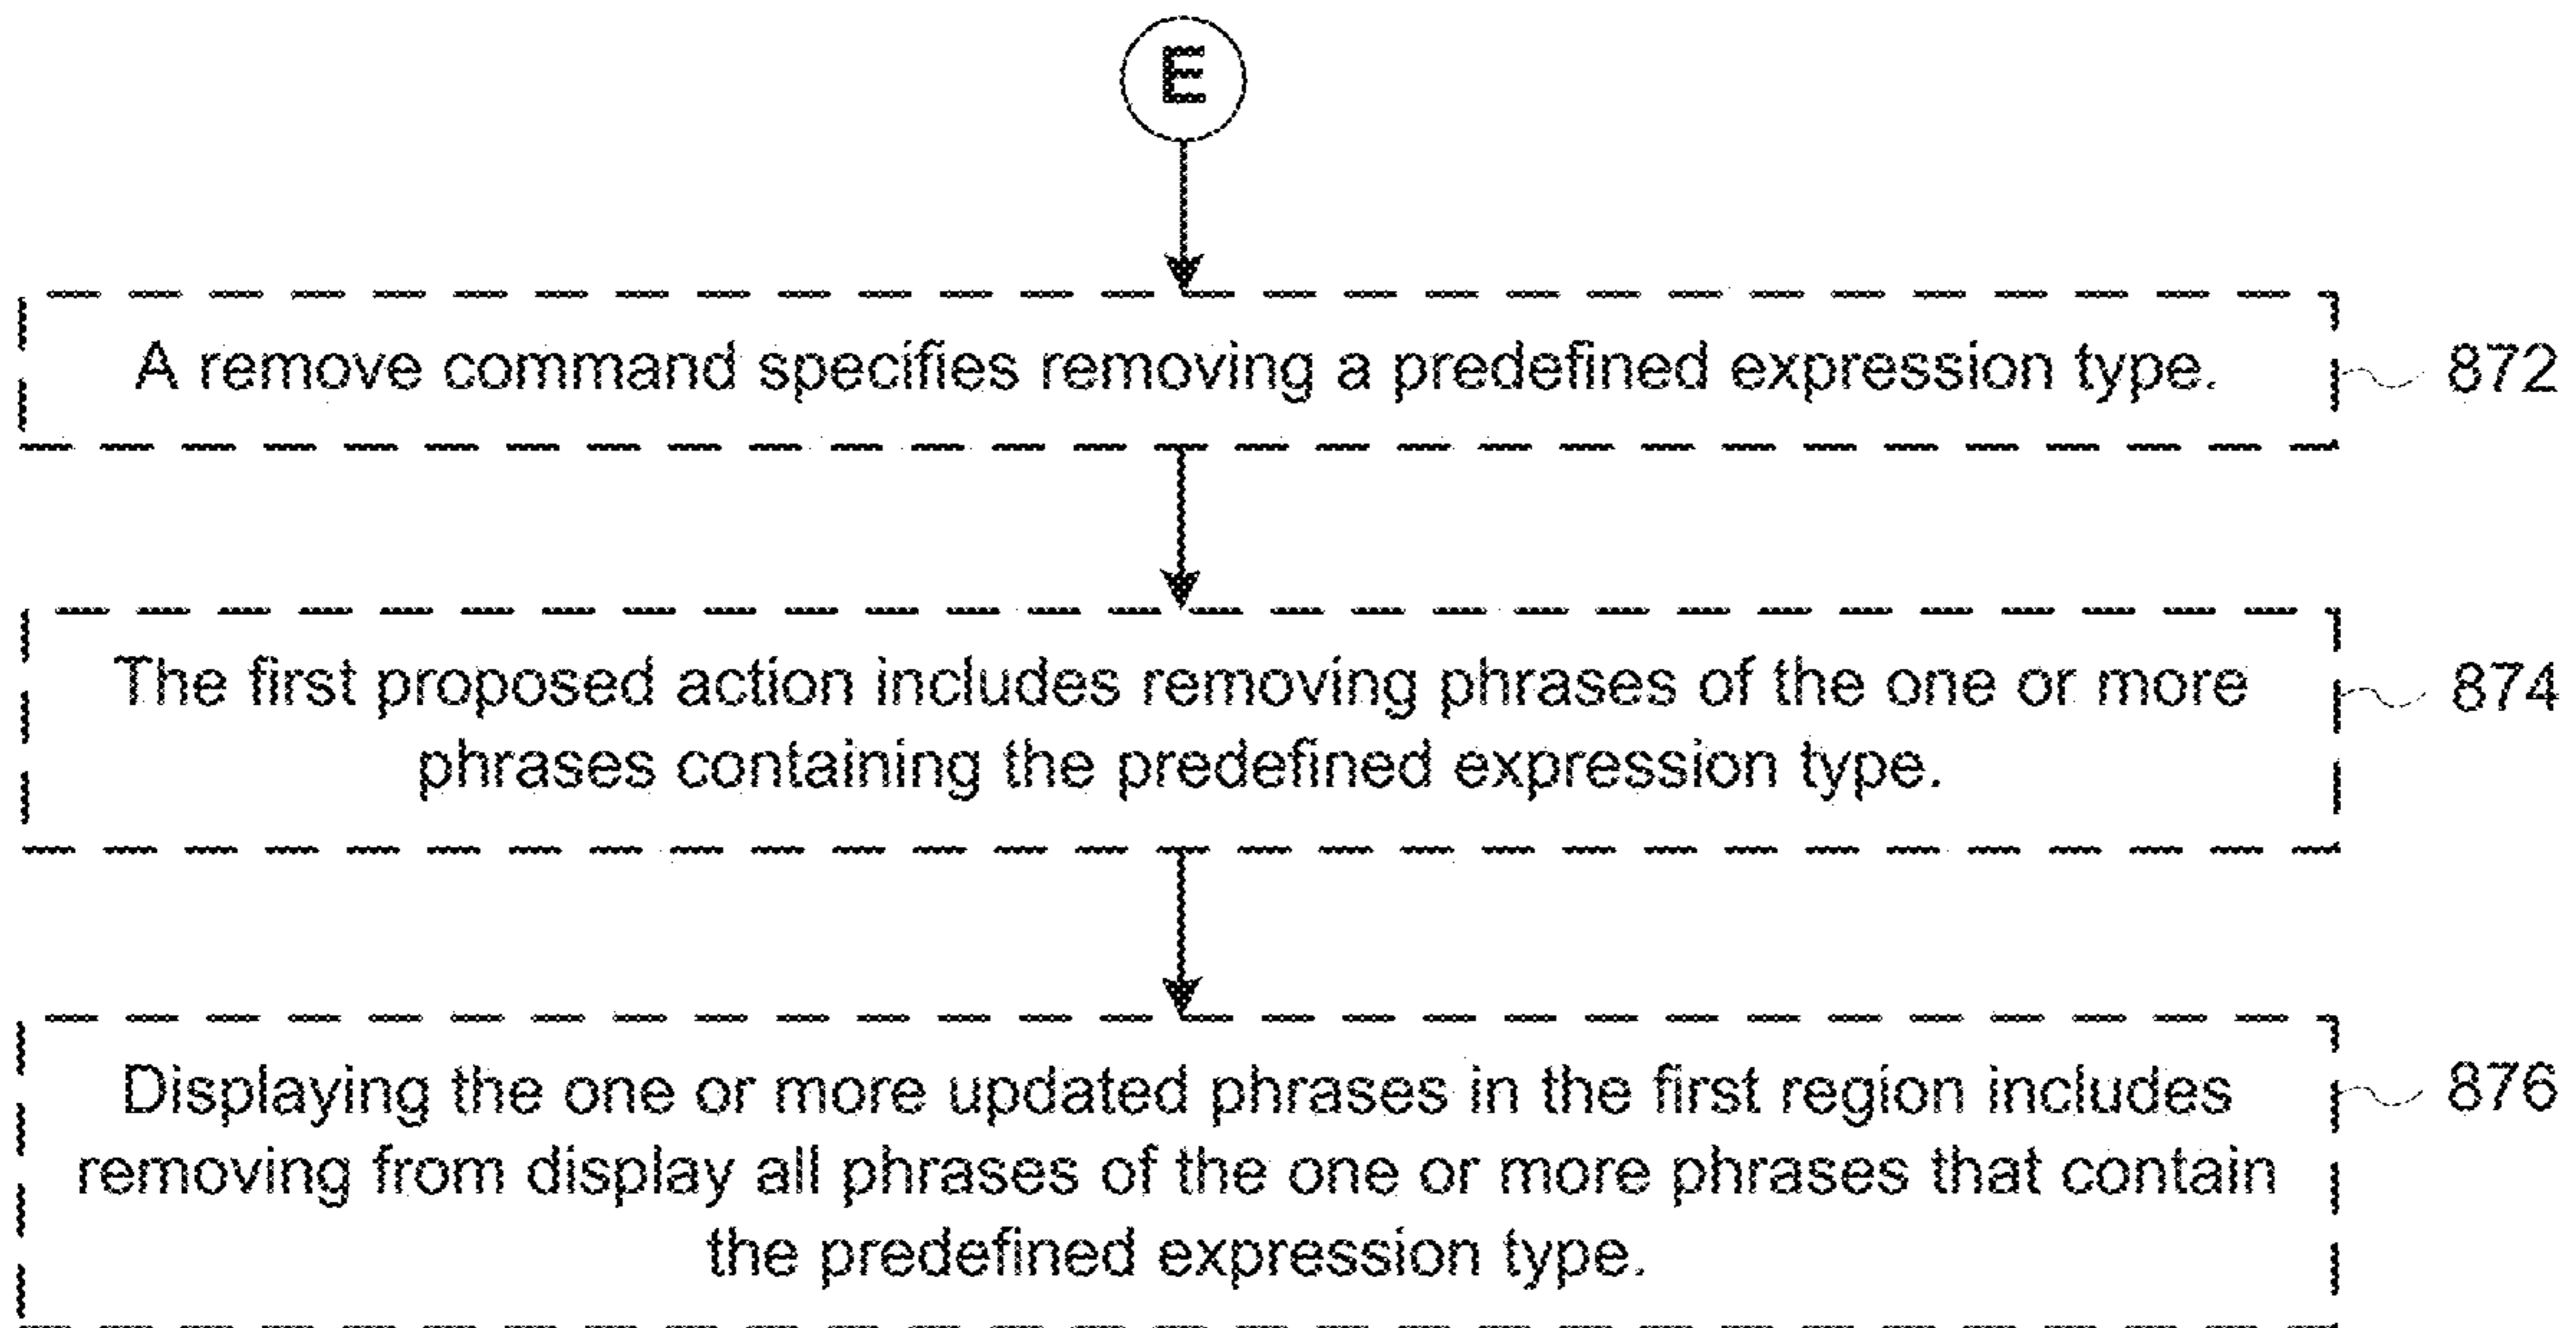 E
A remove command specifies removing a predefined expression type.
872
The first proposed action includes removing phrases of the one or more
874
phrases containing the predefined expression type.
Displaying the one or more updated phrases in the first region includes
876
removing from display all phrases of the one or more phrases that contain
the predefined expression type.